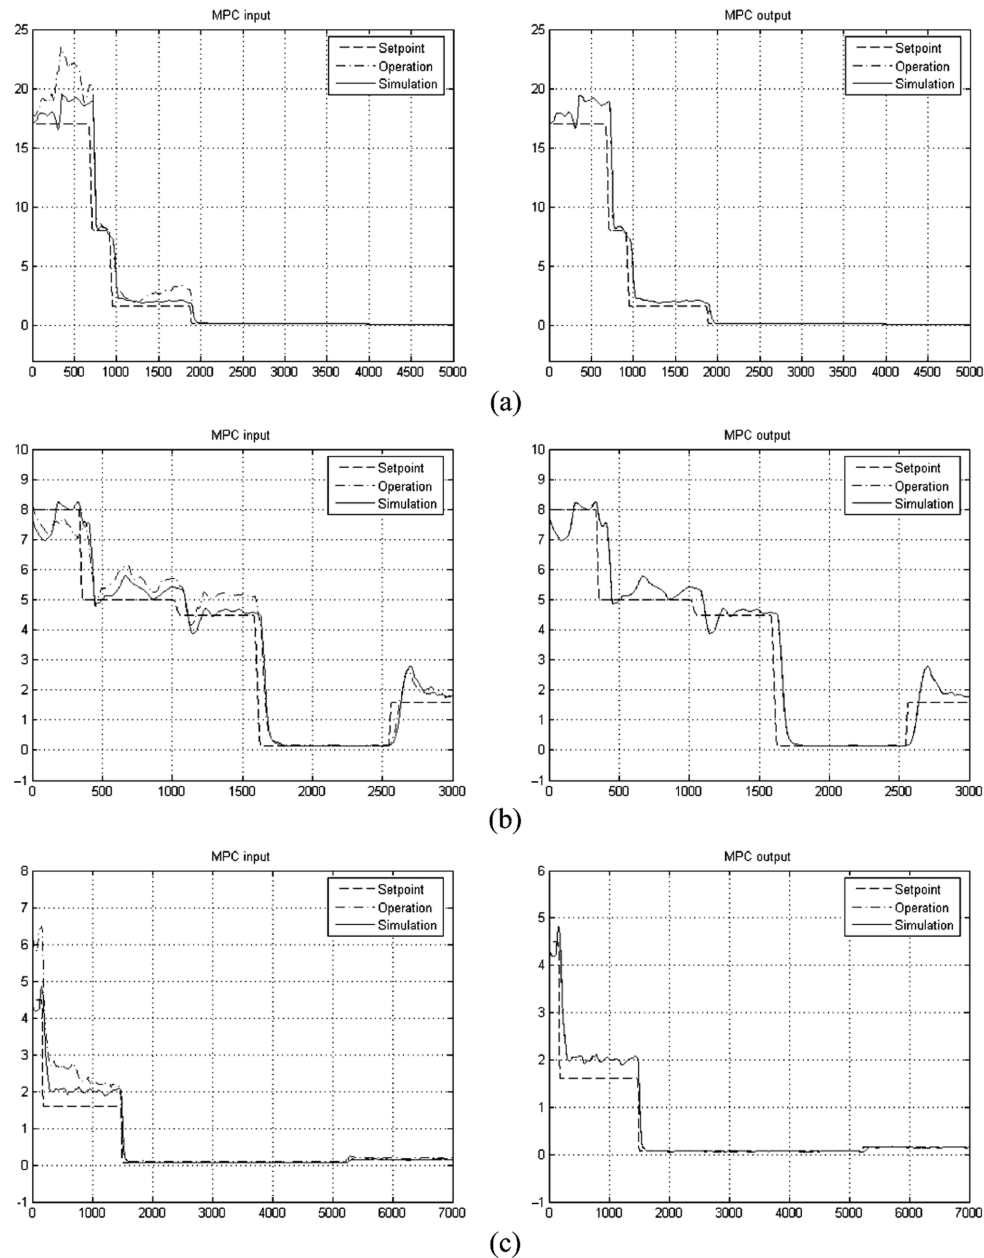 MPC input
25
20
15
10
5
0
0 500 1000 1500 2000 2500 3000 3500 4000 4500 5000
Setpoint
Operation
Simulation
MPC output
25
20
15
10
5
0
0 500 1000 1500 2000 2500 3000 3500 4000 4500 5000
Setpoint
Operation
Simulation
(a)
MPC input
10
9
8
7
6
5
4
3
2
1
0
−1
0 500 1000 1500 2000 2500 3000
Setpoint
Operation
Simulation
MPC output
10
9
8
7
6
5
4
3
2
1
0
−1
0 500 1000 1500 2000 2500 3000
Setpoint
Operation
Simulation
(b)
MPC input
8
7
6
5
4
3
2
1
0
−1
0 1000 2000 3000 4000 5000 6000 7000
Setpoint
Operation
Simulation
MPC output
6
5
4
3
2
1
0
−1
0 1000 2000 3000 4000 5000 6000 7000
Setpoint
Operation
Simulation
(c)